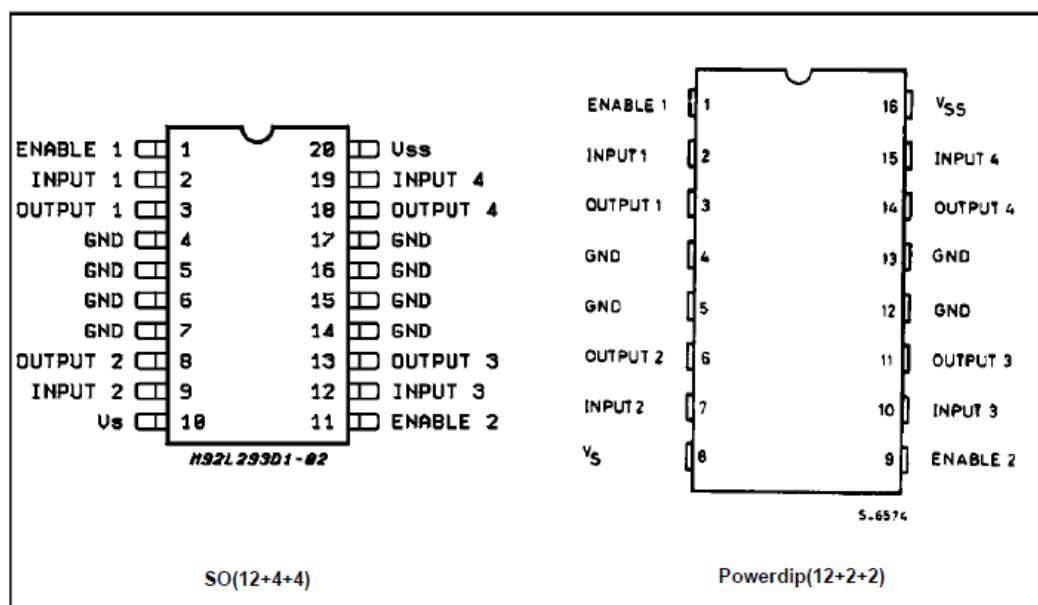 ENABLE 1 1 20 Vss
INPUT 1 2 19 INPUT 4
OUTPUT 1 3 18 OUTPUT 4
GND 4 17 GND
GND 5 16 GND
GND 6 15 GND
GND 7 14 GND
OUTPUT 2 8 13 OUTPUT 3
INPUT 2 9 12 INPUT 3
Vs 10 11 ENABLE 2
M92L293D1-02
SO(12+4+4)
ENABLE 1 1 16 VSS
INPUT 1 2 15 INPUT 4
OUTPUT 1 3 14 OUTPUT 4
GND 4 13 GND
GND 5 12 GND
OUTPUT 2 6 11 OUTPUT 3
INPUT 2 7 10 INPUT 3
VS 8 9 ENABLE 2
S-6574
Powerdip(12+2+2)